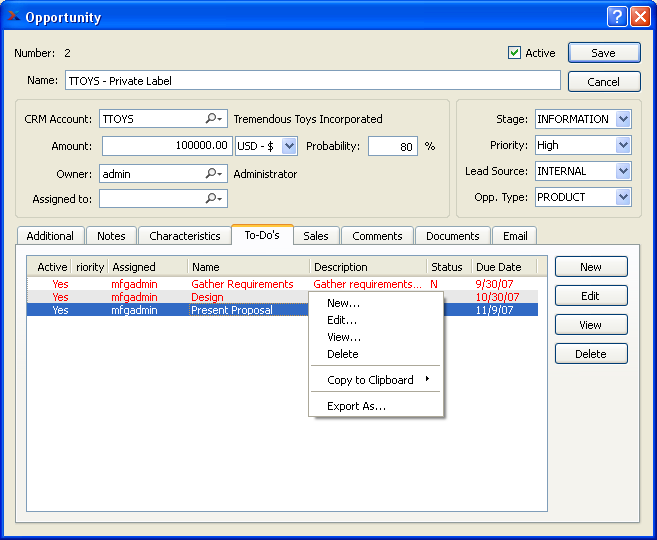 Opportunity
Number: 2
Active
Save
Name: TTOYS - Private Label
Cancel
CRM Account: TTOYS Tremendous Toys Incorporated
Amount: 100000.00 USD - $ Probability: 80 %
Owner: admin Administrator
Assigned to:
Stage: INFORMATION
Priority: High
Lead Source: INTERNAL
Opp. Type: PRODUCT
Additional Notes Characteristics To-Do's Sales Comments Documents Email
Active riority Assigned Name Description Status Due Date
Yes mfgadmin Gather Requirements Gather requirements... N 9/30/07
Yes mfgadmin Design 10/30/07
Yes mfgadmin Present Proposal 11/9/07
New...
Edit...
View...
Delete
Copy to Clipboard
Export As...
New
Edit
View
Delete